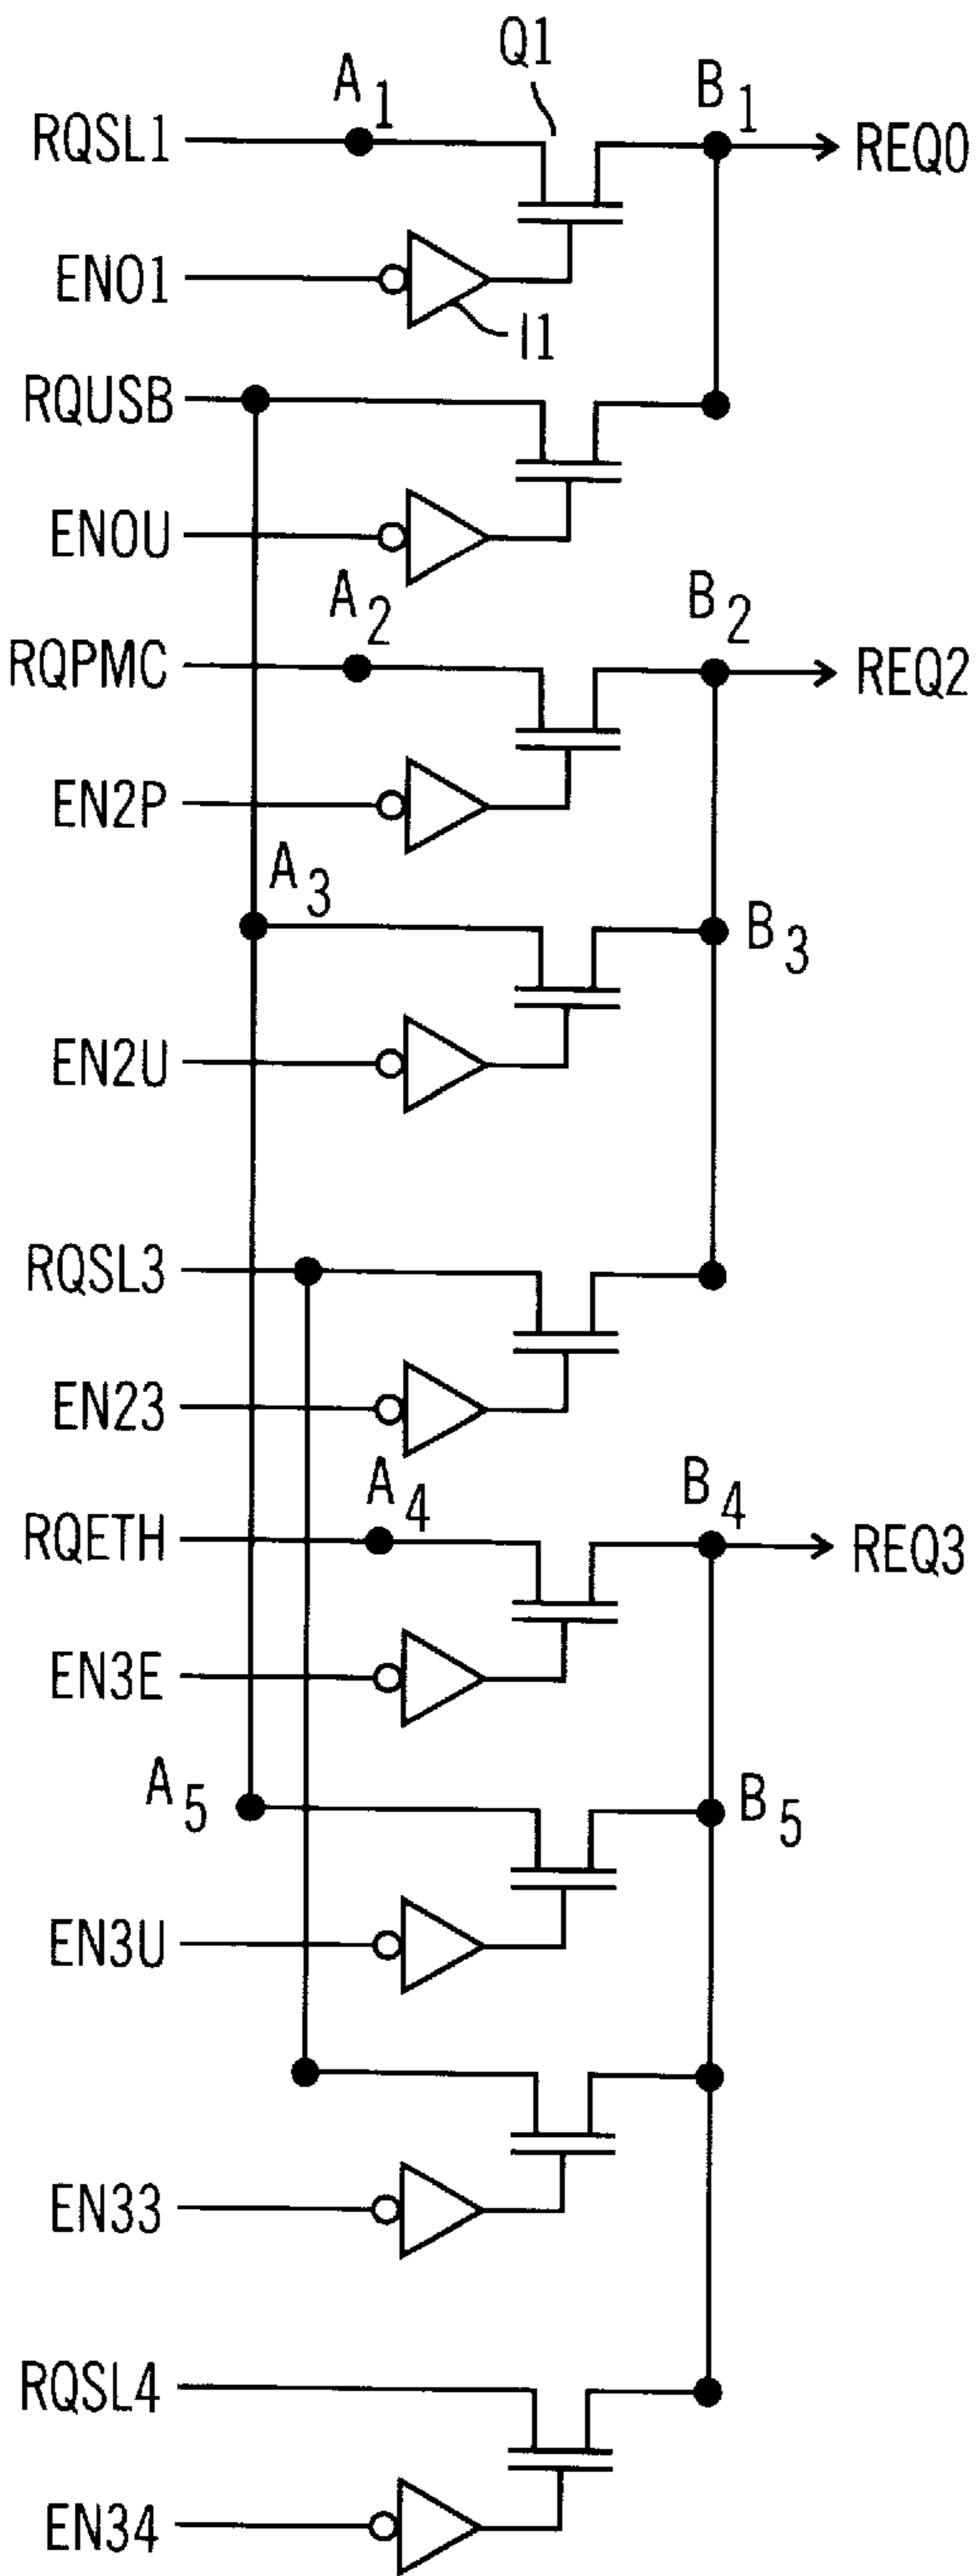 Q1
A1
B1
RQSL1
REQ0
EN01
I1
RQUSB
EN0U
A2
B2
RQPMC
REQ2
EN2P
A3
B3
EN2U
RQSL3
EN23
A4
B4
RQETH
REQ3
EN3E
A5
B5
EN3U
EN33
RQSL4
EN34